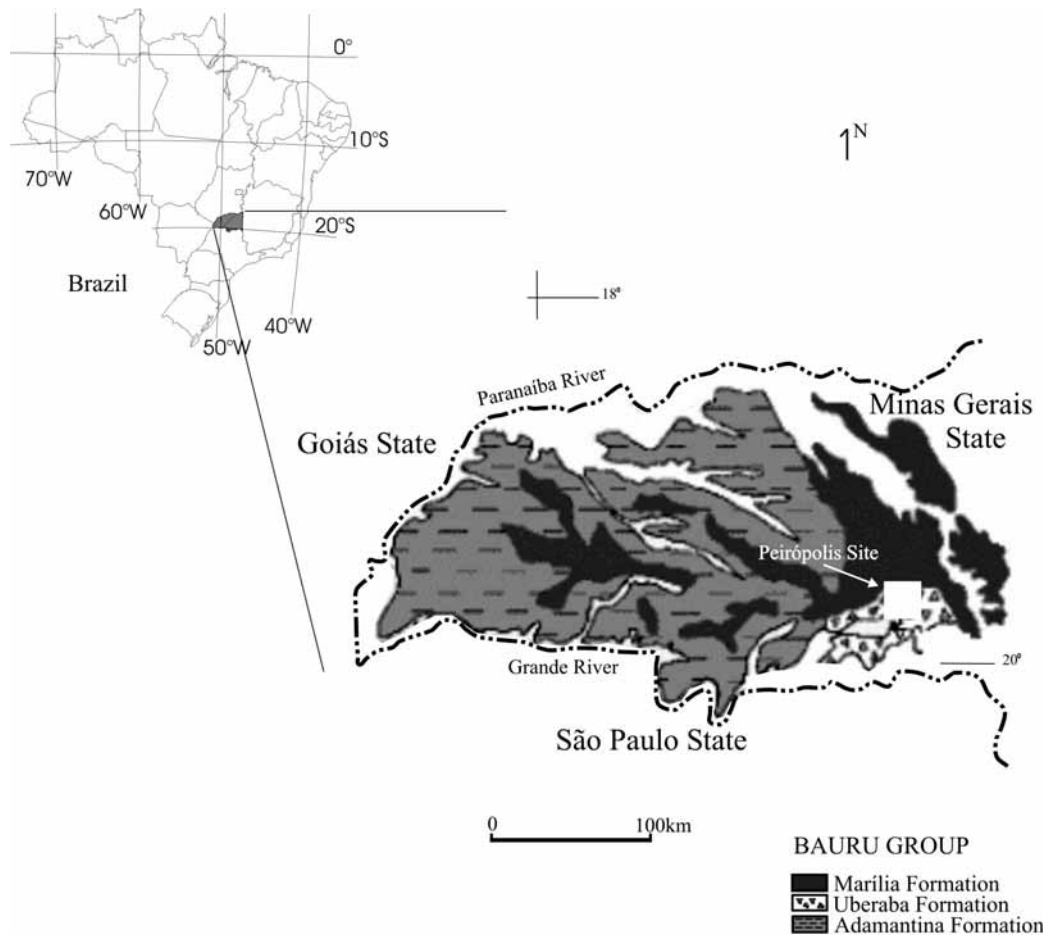 0°
10°S
70°W
60°W
20°S
Brazil
40°W
50°W
1N
18°
Paranaíba River
Minas Gerais
State
Goiás State
Peirópolis Site
Grande River
20°
São Paulo State
0 100km
BAURU GROUP
Marília Formation
Uberaba Formation
Adamantina Formation